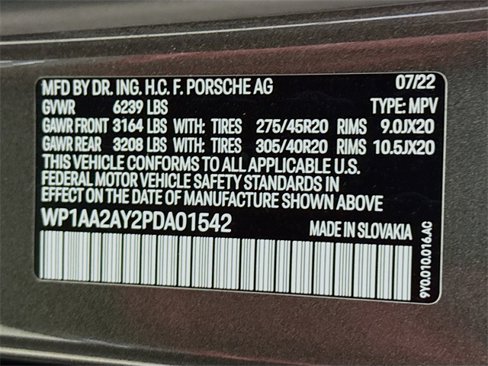 MFD BY DR. ING. H.C. F. PORSCHE AG 07/22
GVWR 6239 LBS TYPE: MPV
GAWR FRONT 3164 LBS WITH: TIRES 275/45R20 RIMS 9.0JX20
GAWR REAR 3208 LBS WITH: TIRES 305/40R20 RIMS 10.5JX20
THIS VEHICLE CONFORMS TO ALL APPLICABLE U.S.
FEDERAL MOTOR VEHICLE SAFETY STANDARDS IN
EFFECT ON THE DATE OF MANUFACTURE SHOWN ABOVE
WP1AA2AY2PDA01542 MADE IN SLOVAKIA
9Y0.010.016.AC